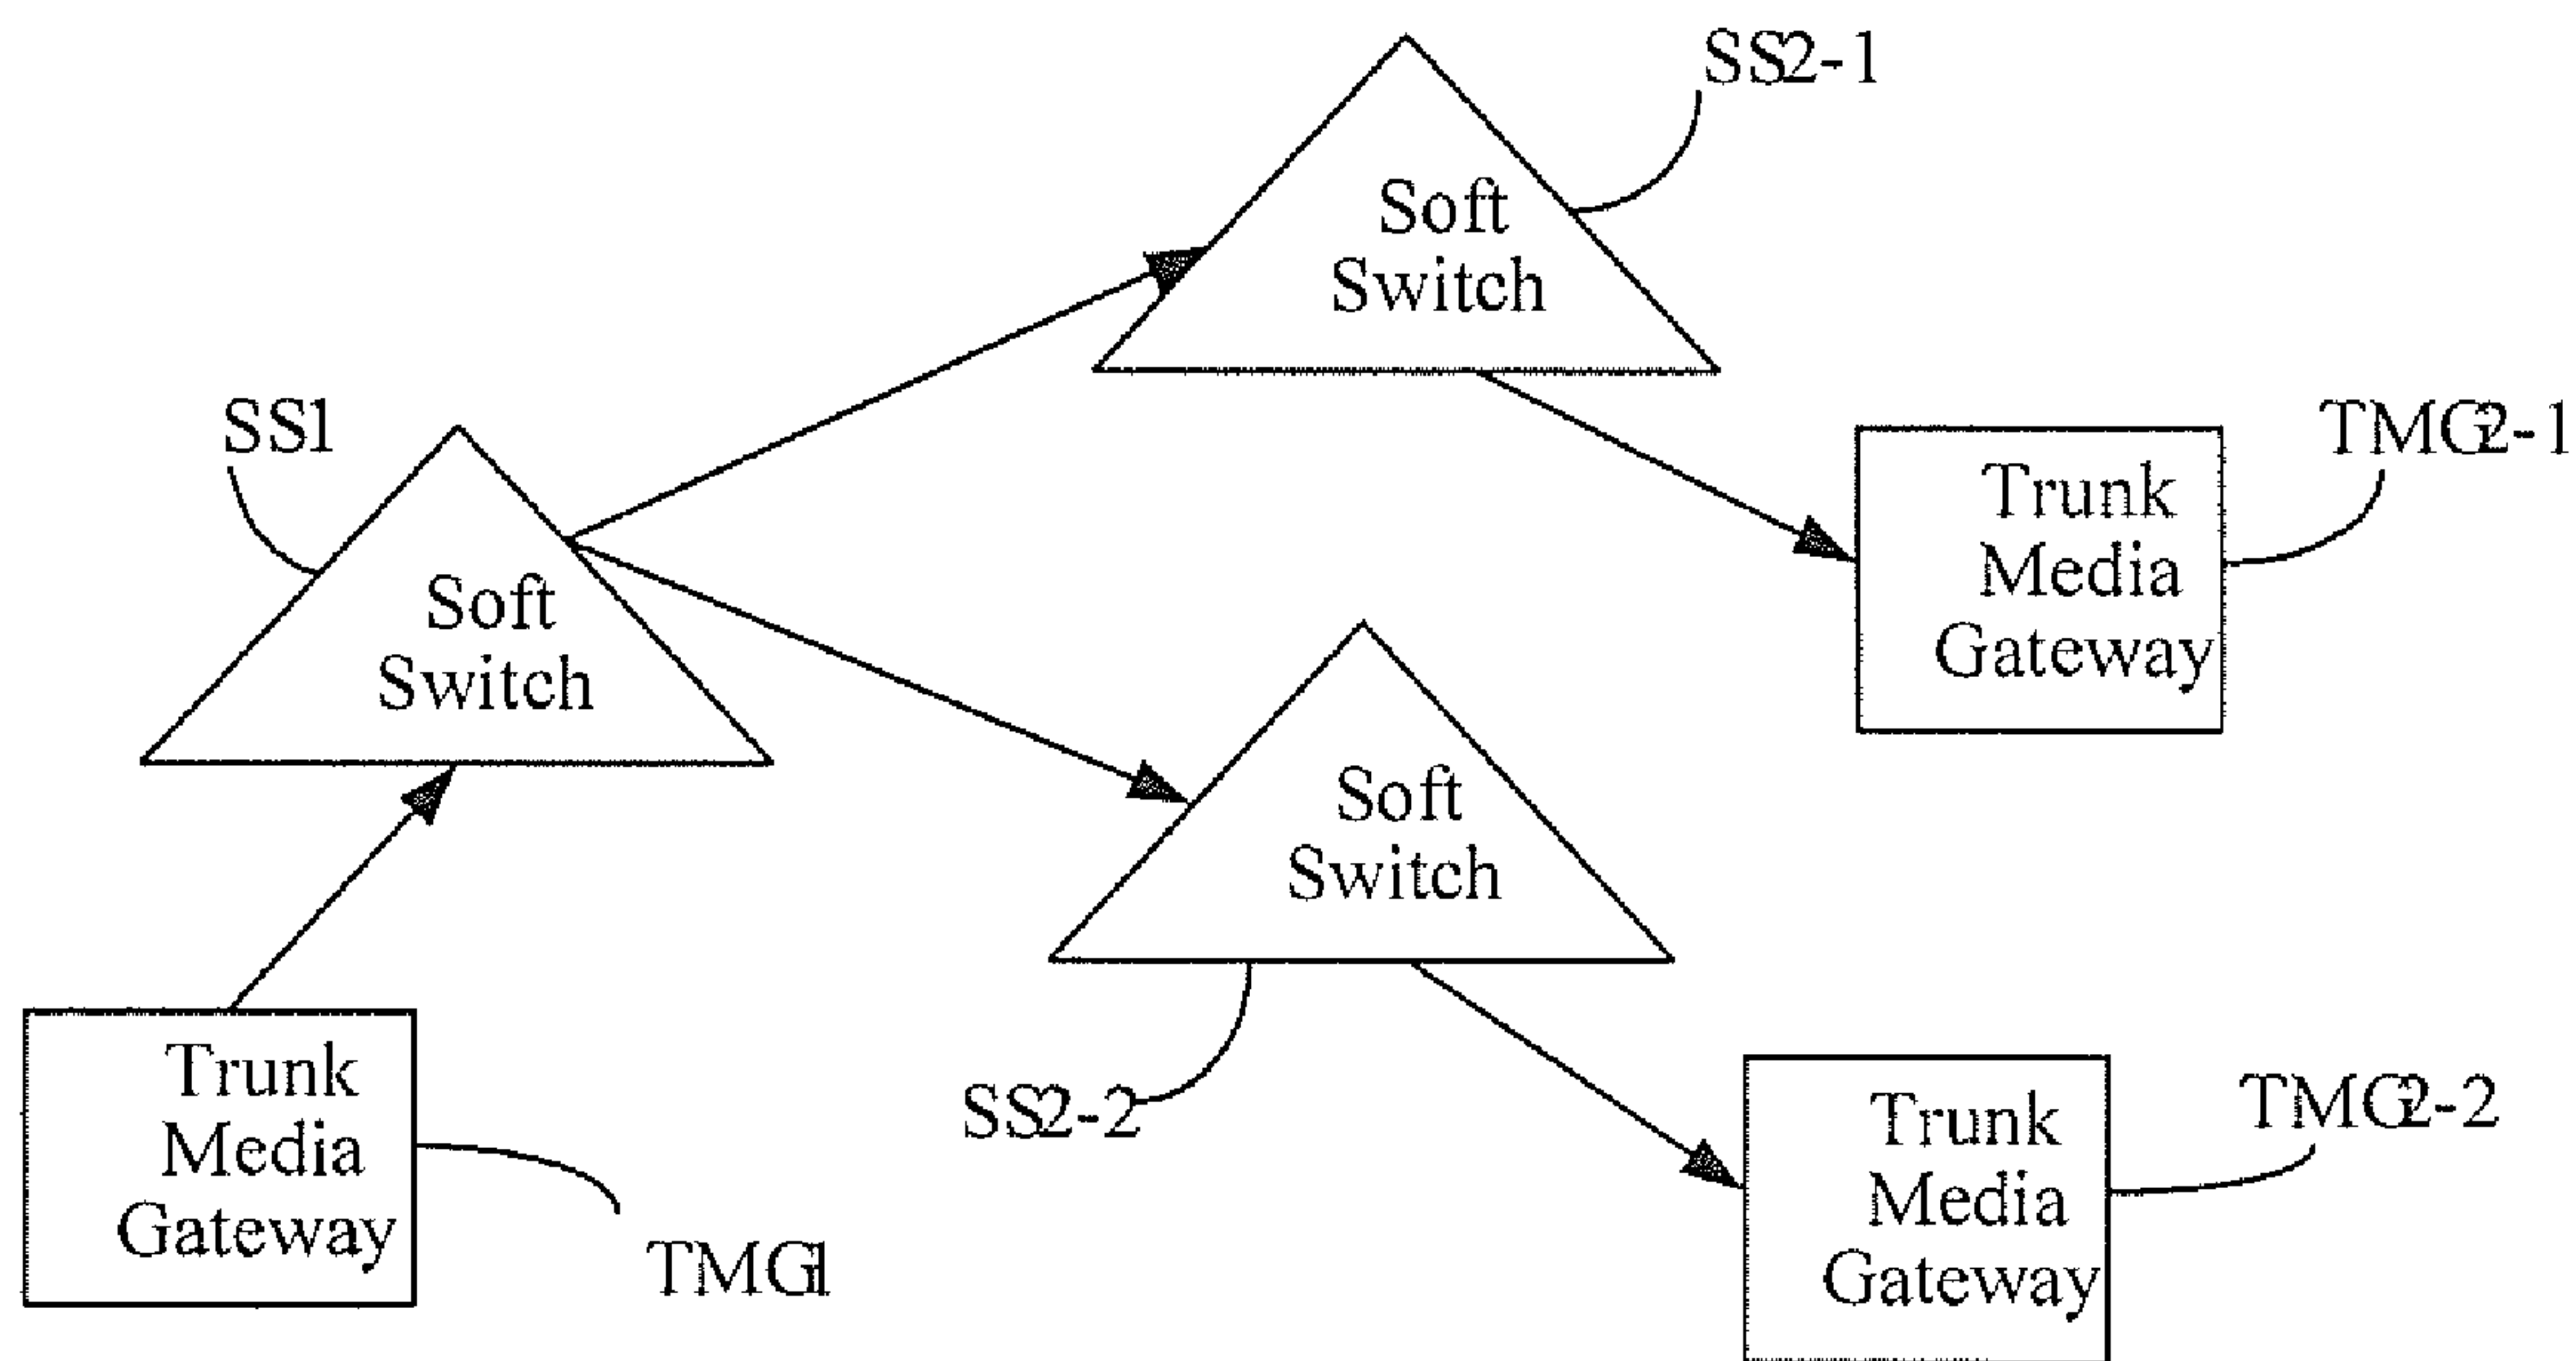 SS2-1
Soft
Switch
SS1
Soft
Switch
TMG2-1
Trunk
Media
Gateway
Soft
Switch
SS2-2
Trunk
Media
Gateway
TMG1
TMG2-2
Trunk
Media
Gateway